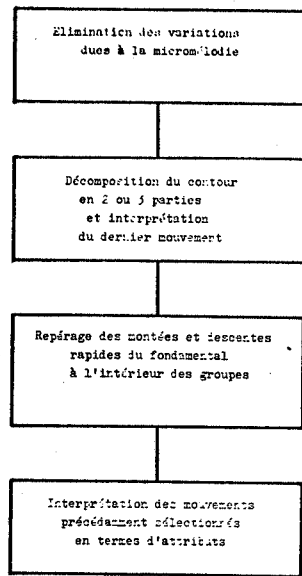 Elimination des variations
dues à la micromélodie
Décomposition du contour
en 2 ou 3 parties
et interprétation
du dernier mouvement
Repérage des montées et descentes
rapides du fondamental
à l'intérieur des groupes
Interprétation des mouvements
précédamment sélectionnés
en termes d'attributs